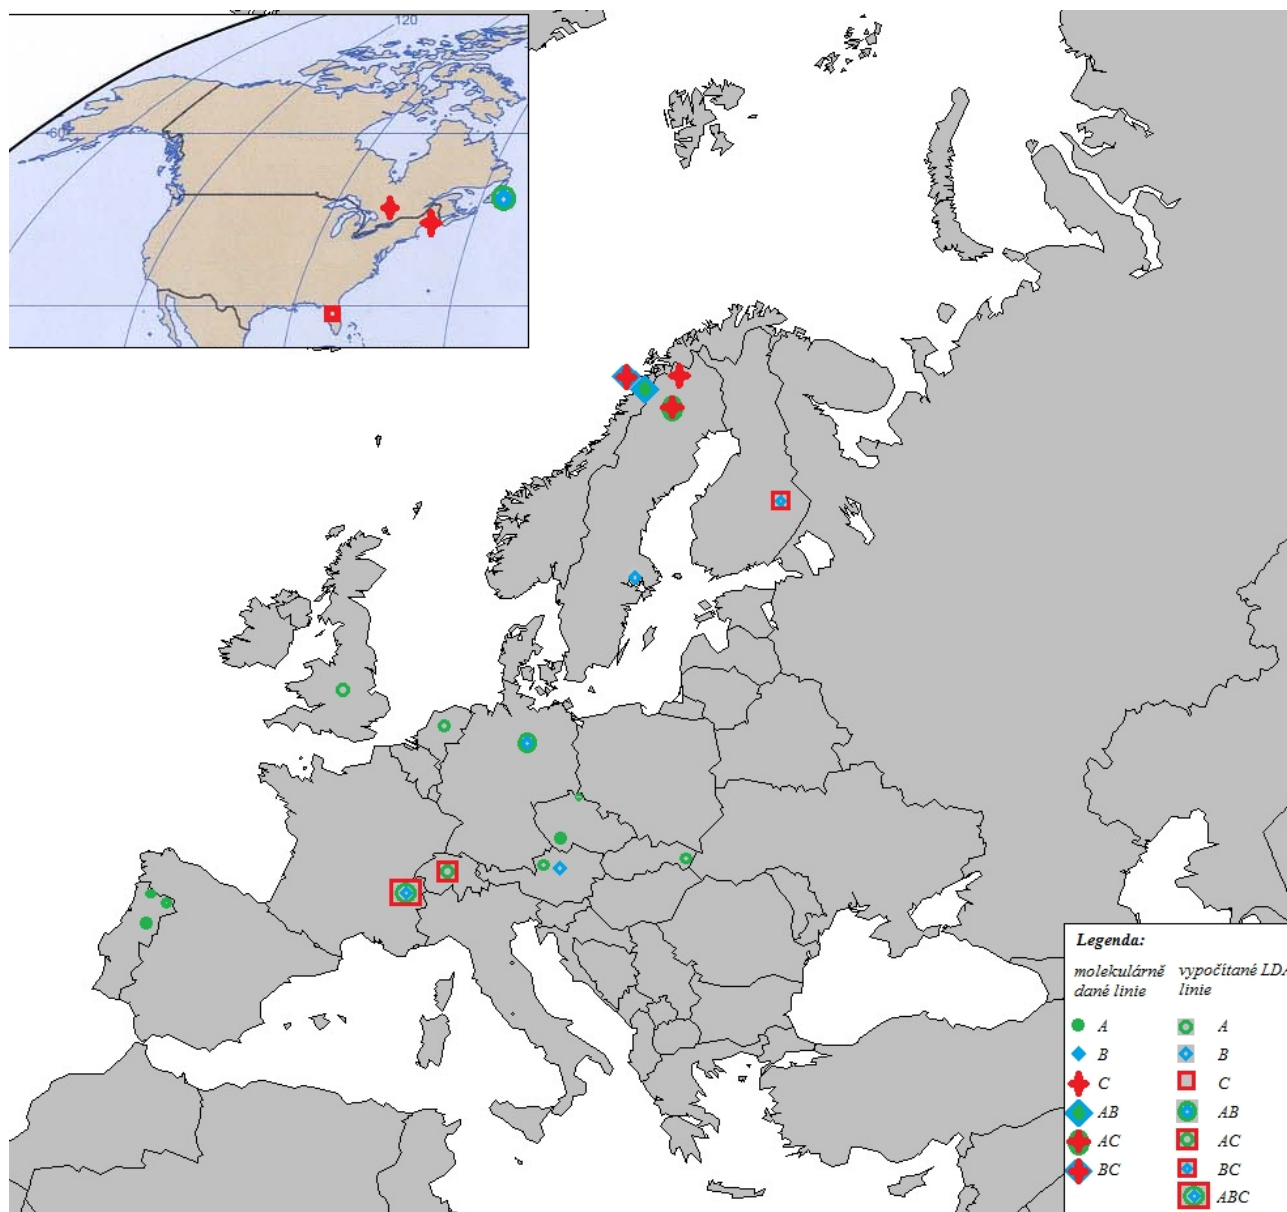 120
60
Legenda:
molekulárně vypočítané LDA
dané linie linie
A A
B B
C C
AB AB
AC AC
BC BC
ABC